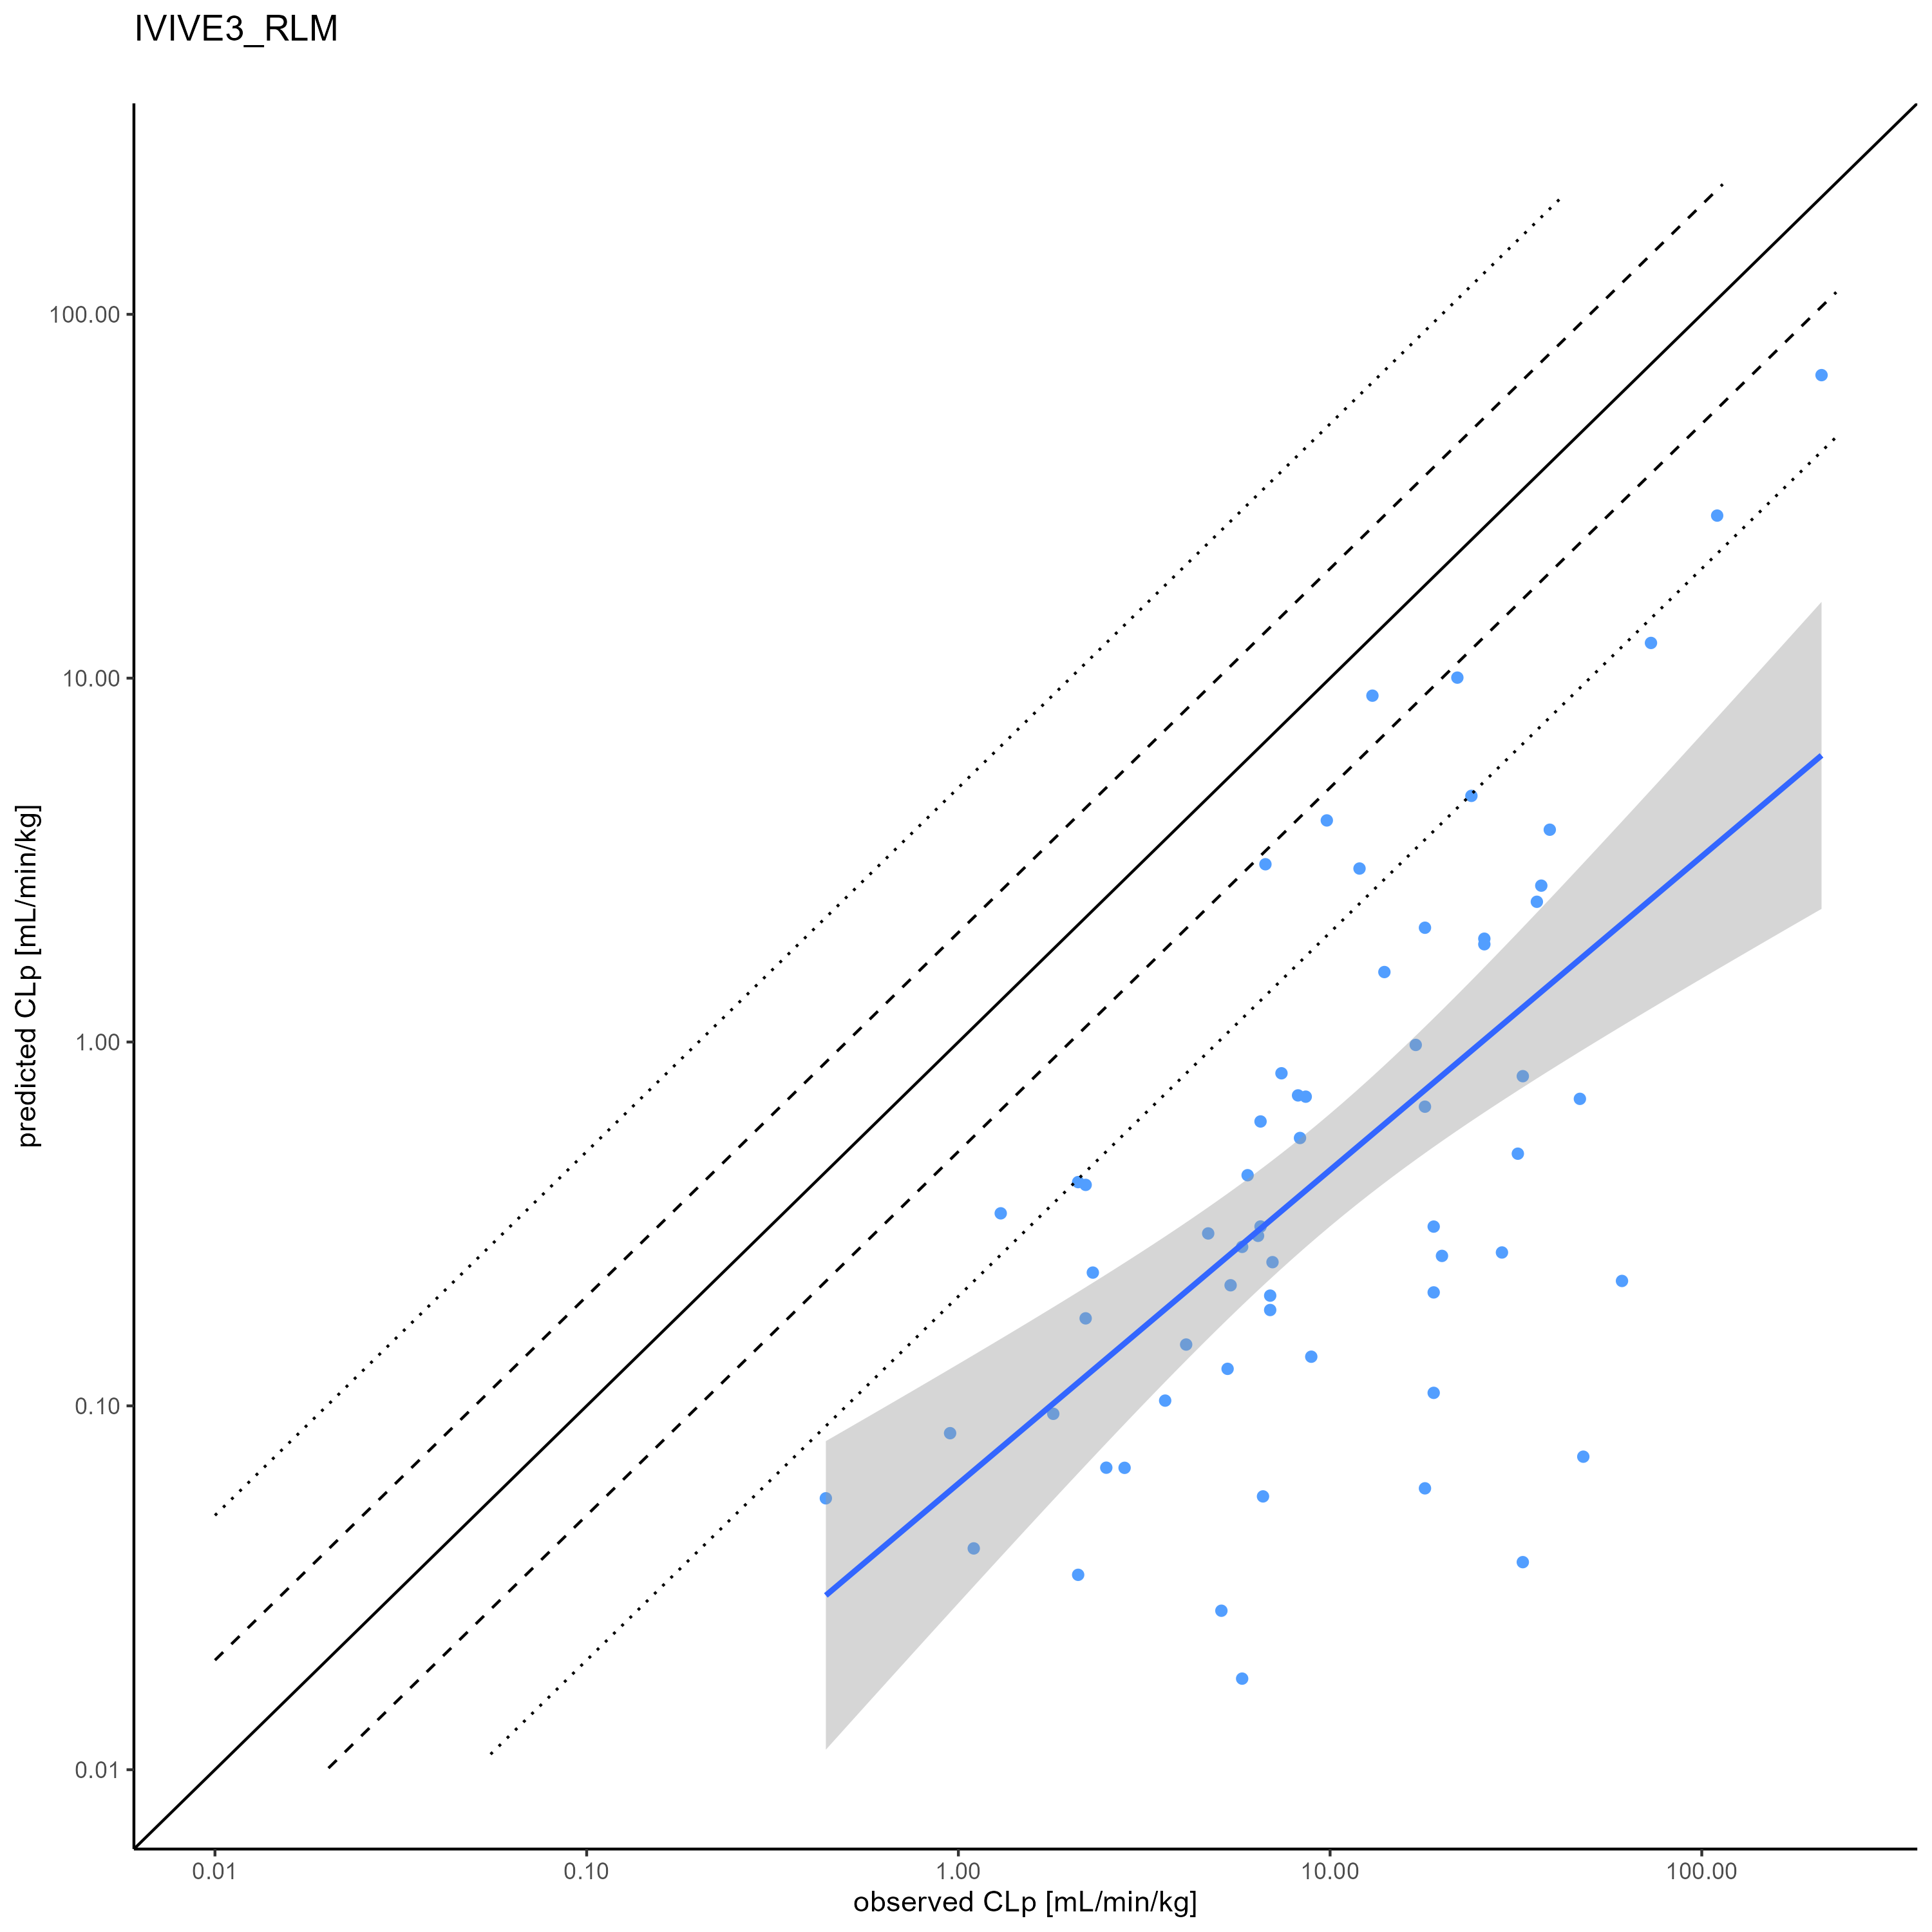 IVIVE3_RLM
predicted CLp [mL/min/kg]
100.00
10.00
1.00
0.10
0.01
0.01 0.10 1.00 10.00 100.00
observed CLp [mL/min/kg]